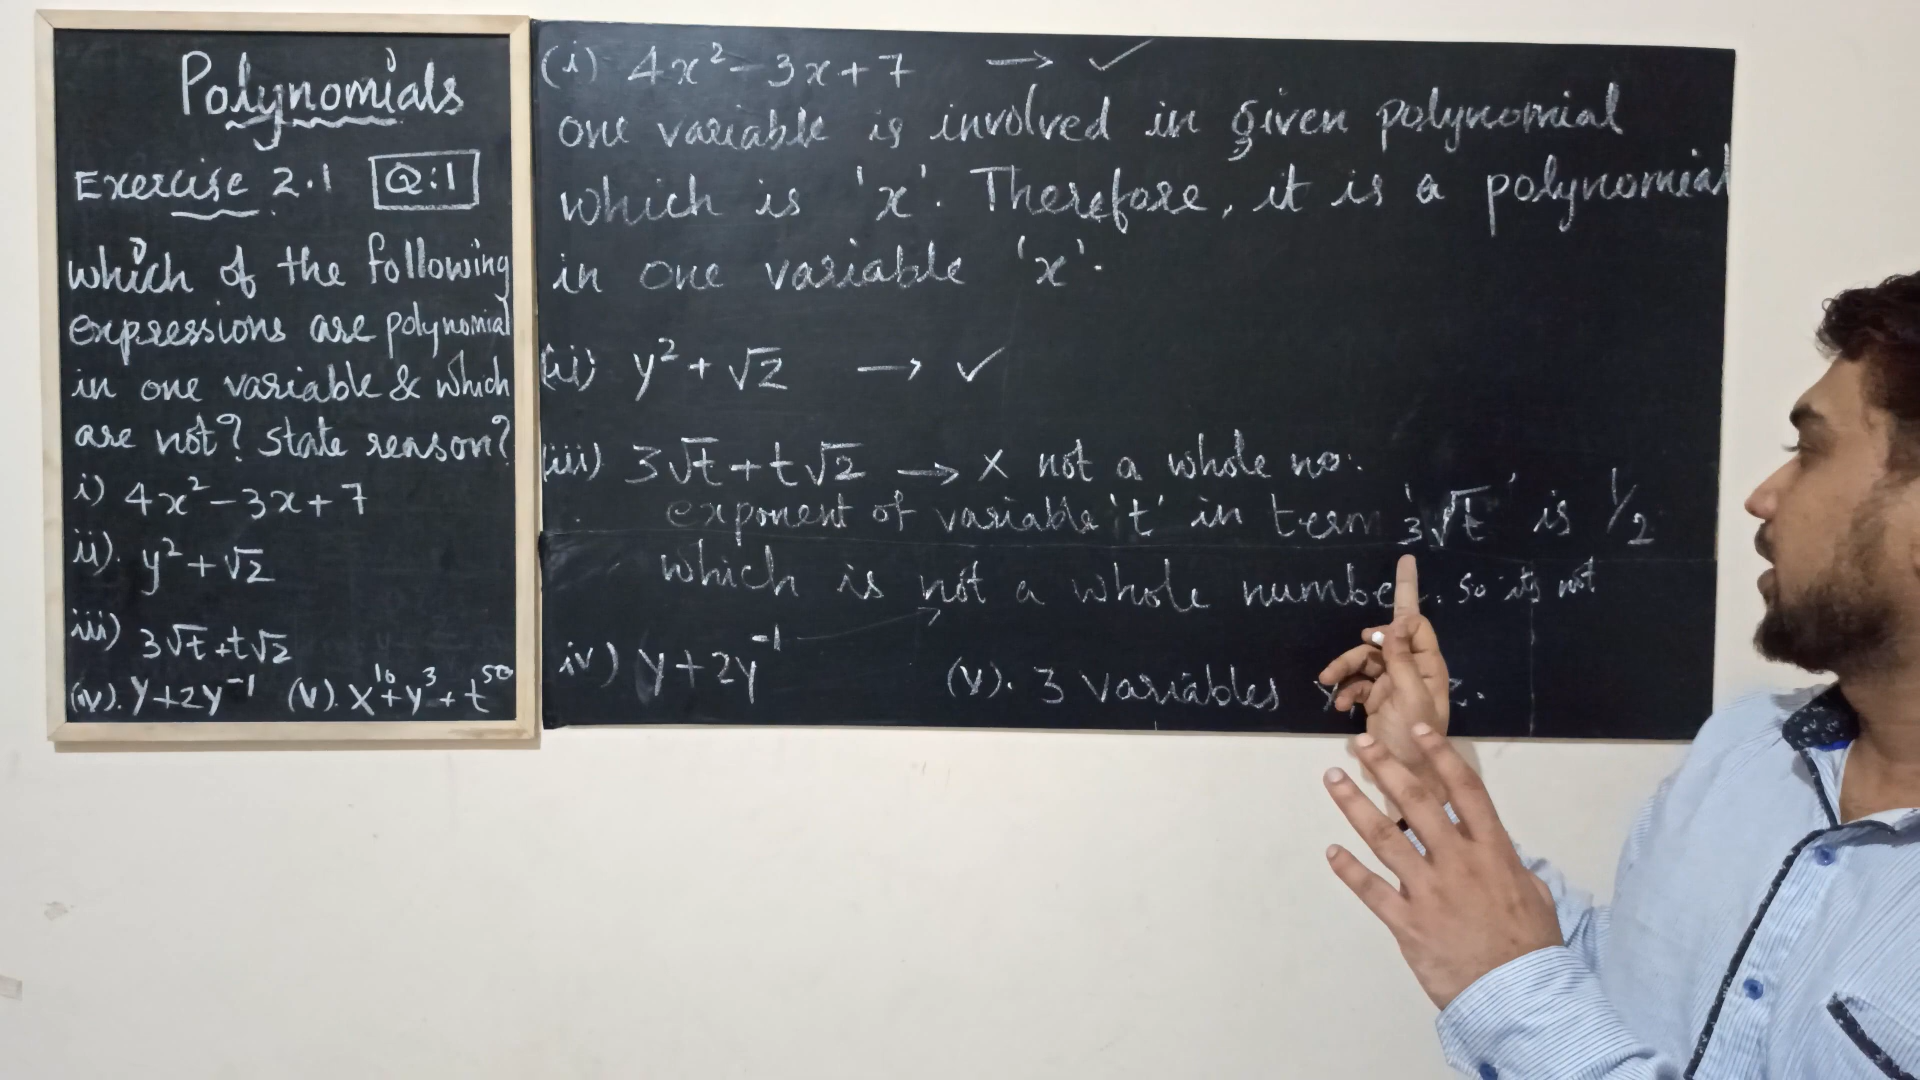 Polynomials
Exercise 2.1 Q:1
which of the following
expressions are polynomial
in one variable & which
are not? State reason?
i) 4x² - 3x + 7
ii). y² + √2
iii) 3√t + t√2
(iv). y + 2y⁻¹ (v). x¹⁰ + y³ + t⁵⁰
(i) 4x² - 3x + 7 → ✓
one variable is involved in given polynomial
which is 'x'. Therefore, it is a polynomial
in one variable 'x'.
(ii) y² + √2 → ✓
(iii) 3√t + t√2 → x not a whole no:.
exponent of variable 't' in term '3√t' is 1/2
which is not a whole number. so its not
iv) y + 2y⁻¹
(v). 3 variables